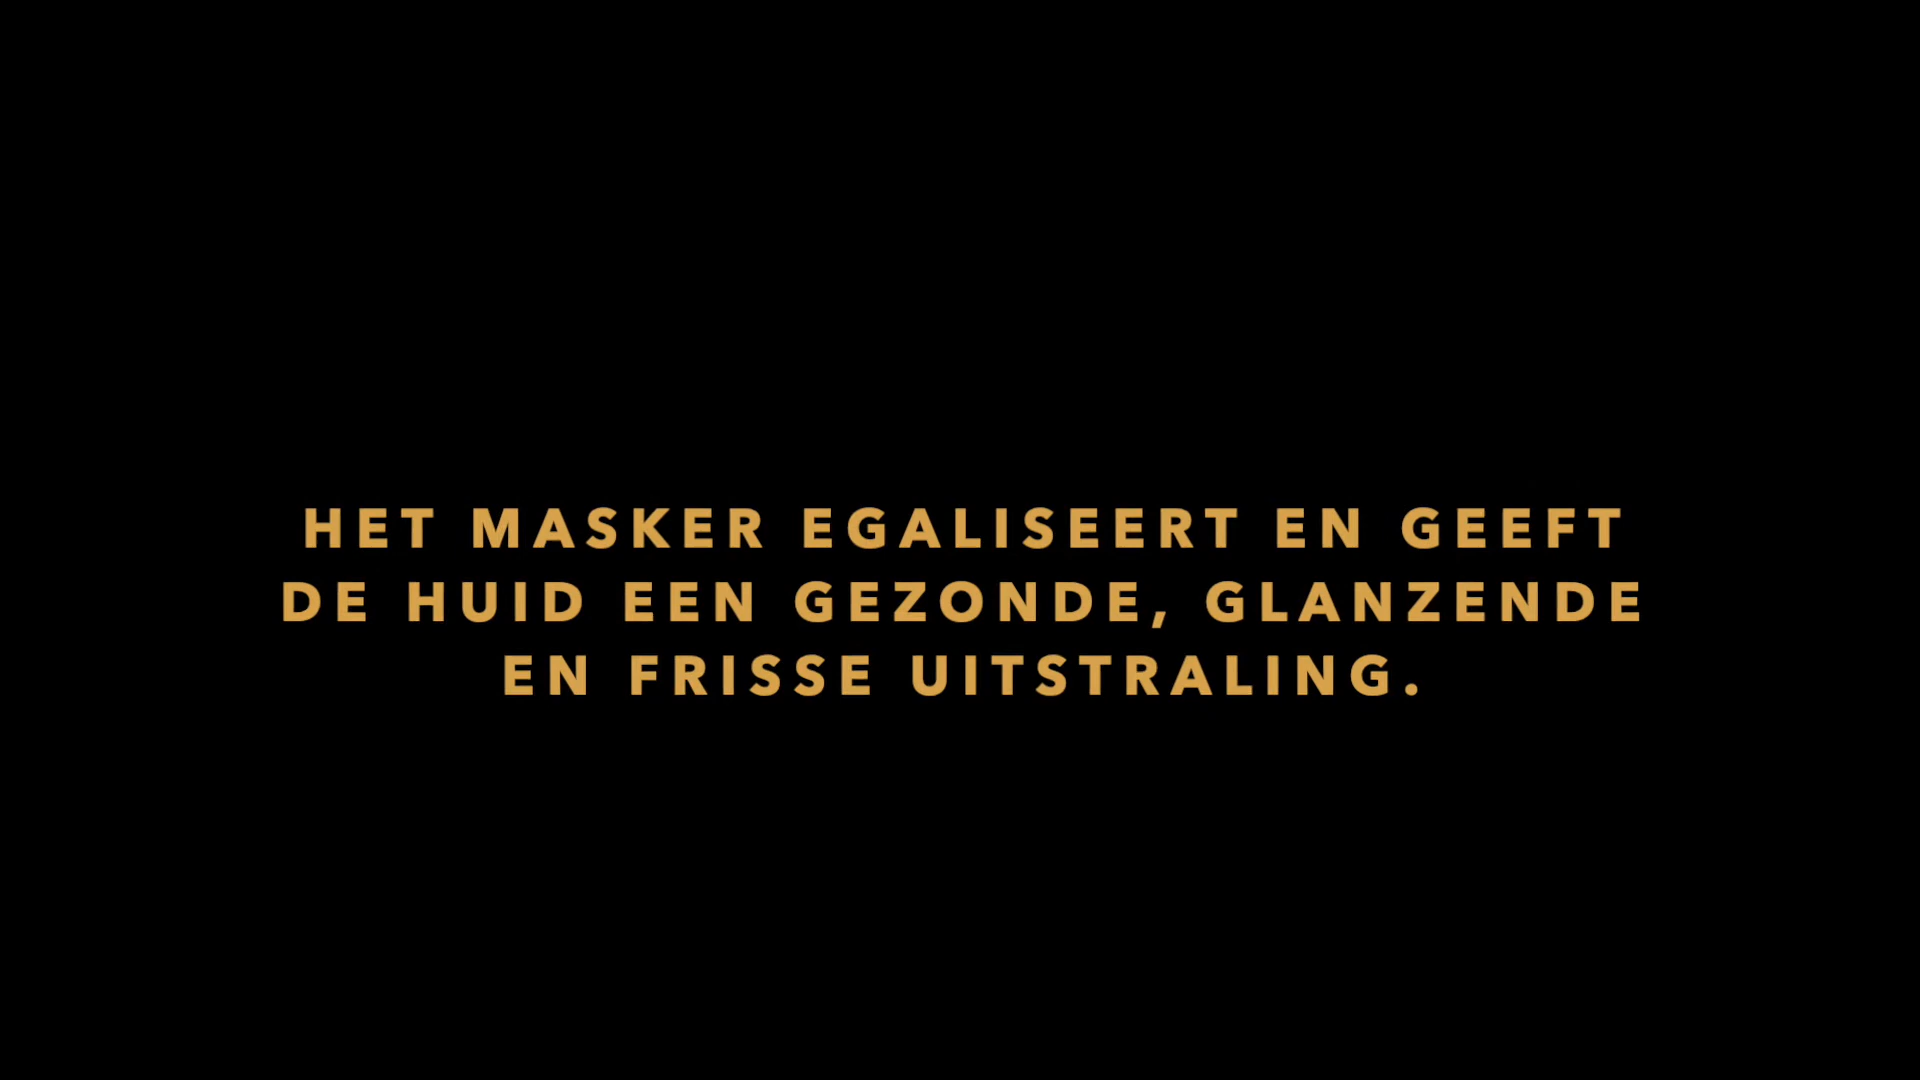 HET MASKER EGALISEERT EN GEEFT
DE HUID EEN GEZONDE, GLANZENDE
EN FRISSE UITSTRALING.